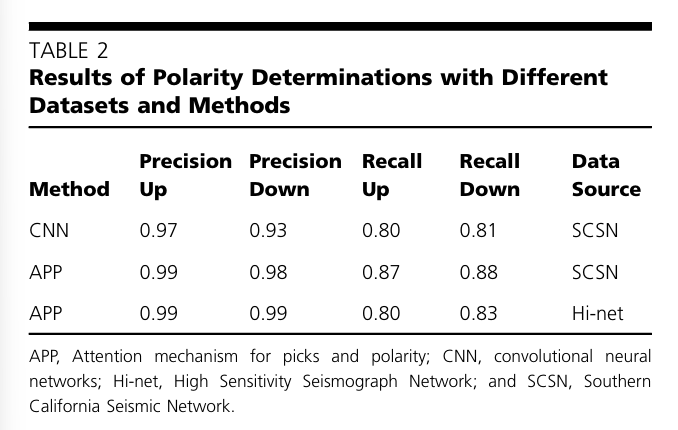 TABLE 2
Results of Polarity Determinations with Different
Datasets and Methods
Method Precision Up Precision Down Recall Up Recall Down Data Source
CNN 0.97 0.93 0.80 0.81 SCSN
APP 0.99 0.98 0.87 0.88 SCSN
APP 0.99 0.99 0.80 0.83 Hi-net
APP, Attention mechanism for picks and polarity; CNN, convolutional neural
networks; Hi-net, High Sensitivity Seismograph Network; and SCSN, Southern
California Seismic Network.